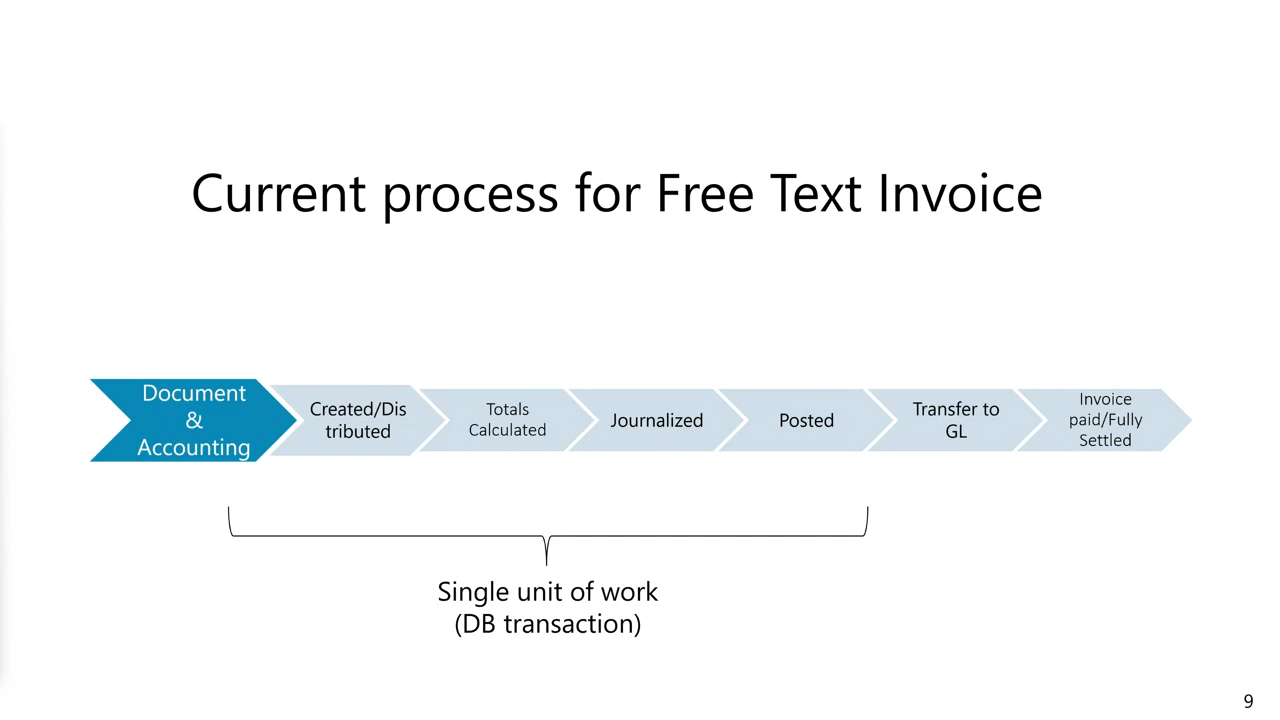 Current process for Free Text Invoice
Document
&
Accounting
Created/Dis
tributed
Totals
Calculated
Journalized
Posted
Transfer to
GL
Invoice
paid/Fully
Settled
Single unit of work
(DB transaction)
9